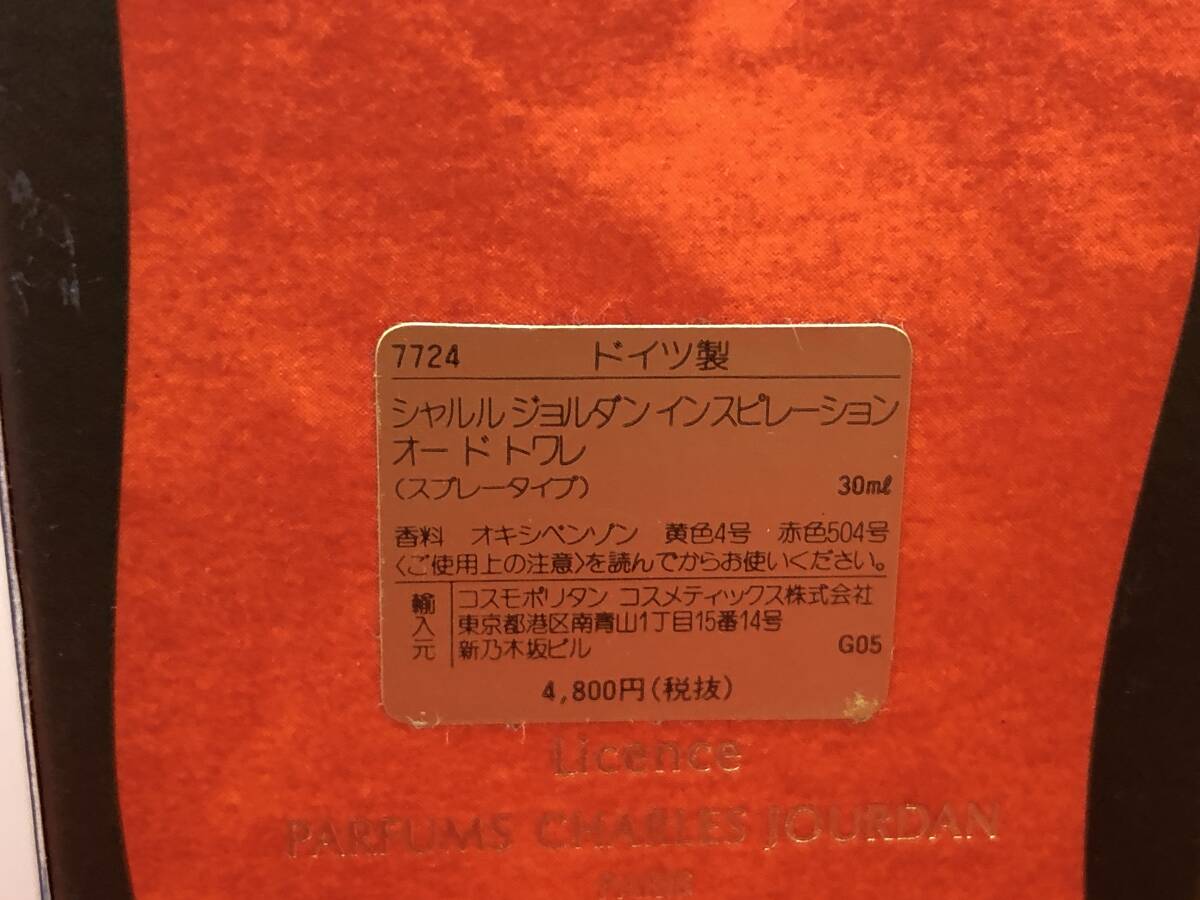 7724 ドイツ製
シャルル ジョルダン インスピレーション
オー ド トワレ
(スプレータイプ) 30mℓ
香料 オキシベンゾン 黄色4号 赤色504号
〈ご使用上の注意〉を読んでからお使いください。
輸入元 コスモポリタン コスメティックス株式会社
東京都港区南青山1丁目15番14号
新乃木坂ビル G05
4,800円(税抜)
Licence
PARFUMS CHARLES JOURDAN